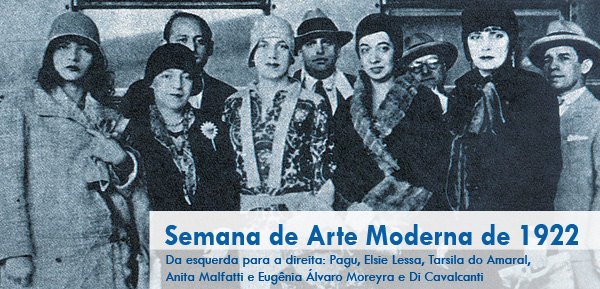 Semana de Arte Moderna de 1922
Da esquerda para a direita: Pagu, Elsie Lessa, Tarsila do Amaral,
Anita Malfatti e Eugênia Álvaro Moreyra e Di Cavalcanti